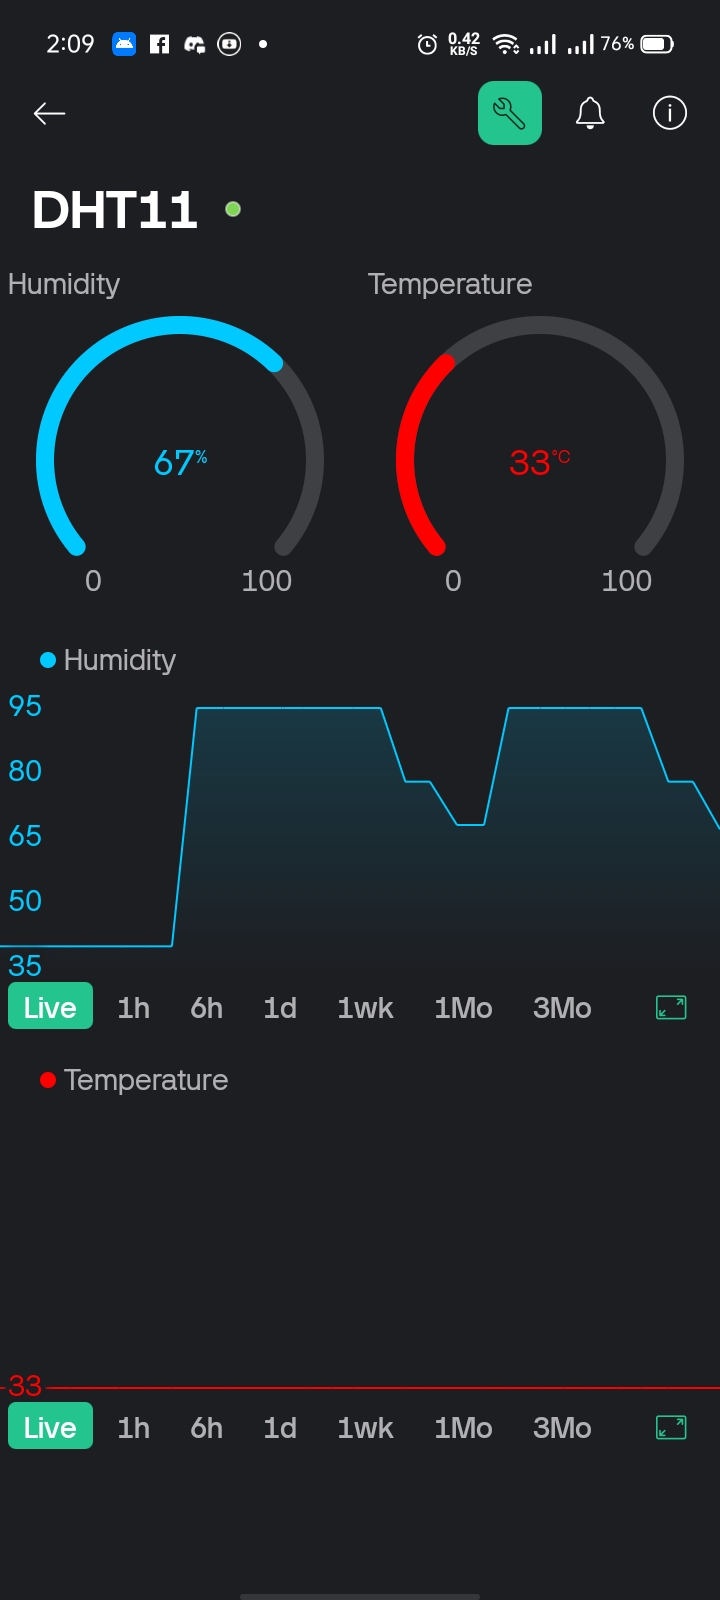 2:09 0.42 KB/S 76%
DHT11
Humidity Temperature
67% 33°C
0 100 0 100
Humidity
95
80
65
50
35
Live 1h 6h 1d 1wk 1Mo 3Mo
Temperature
33
Live 1h 6h 1d 1wk 1Mo 3Mo